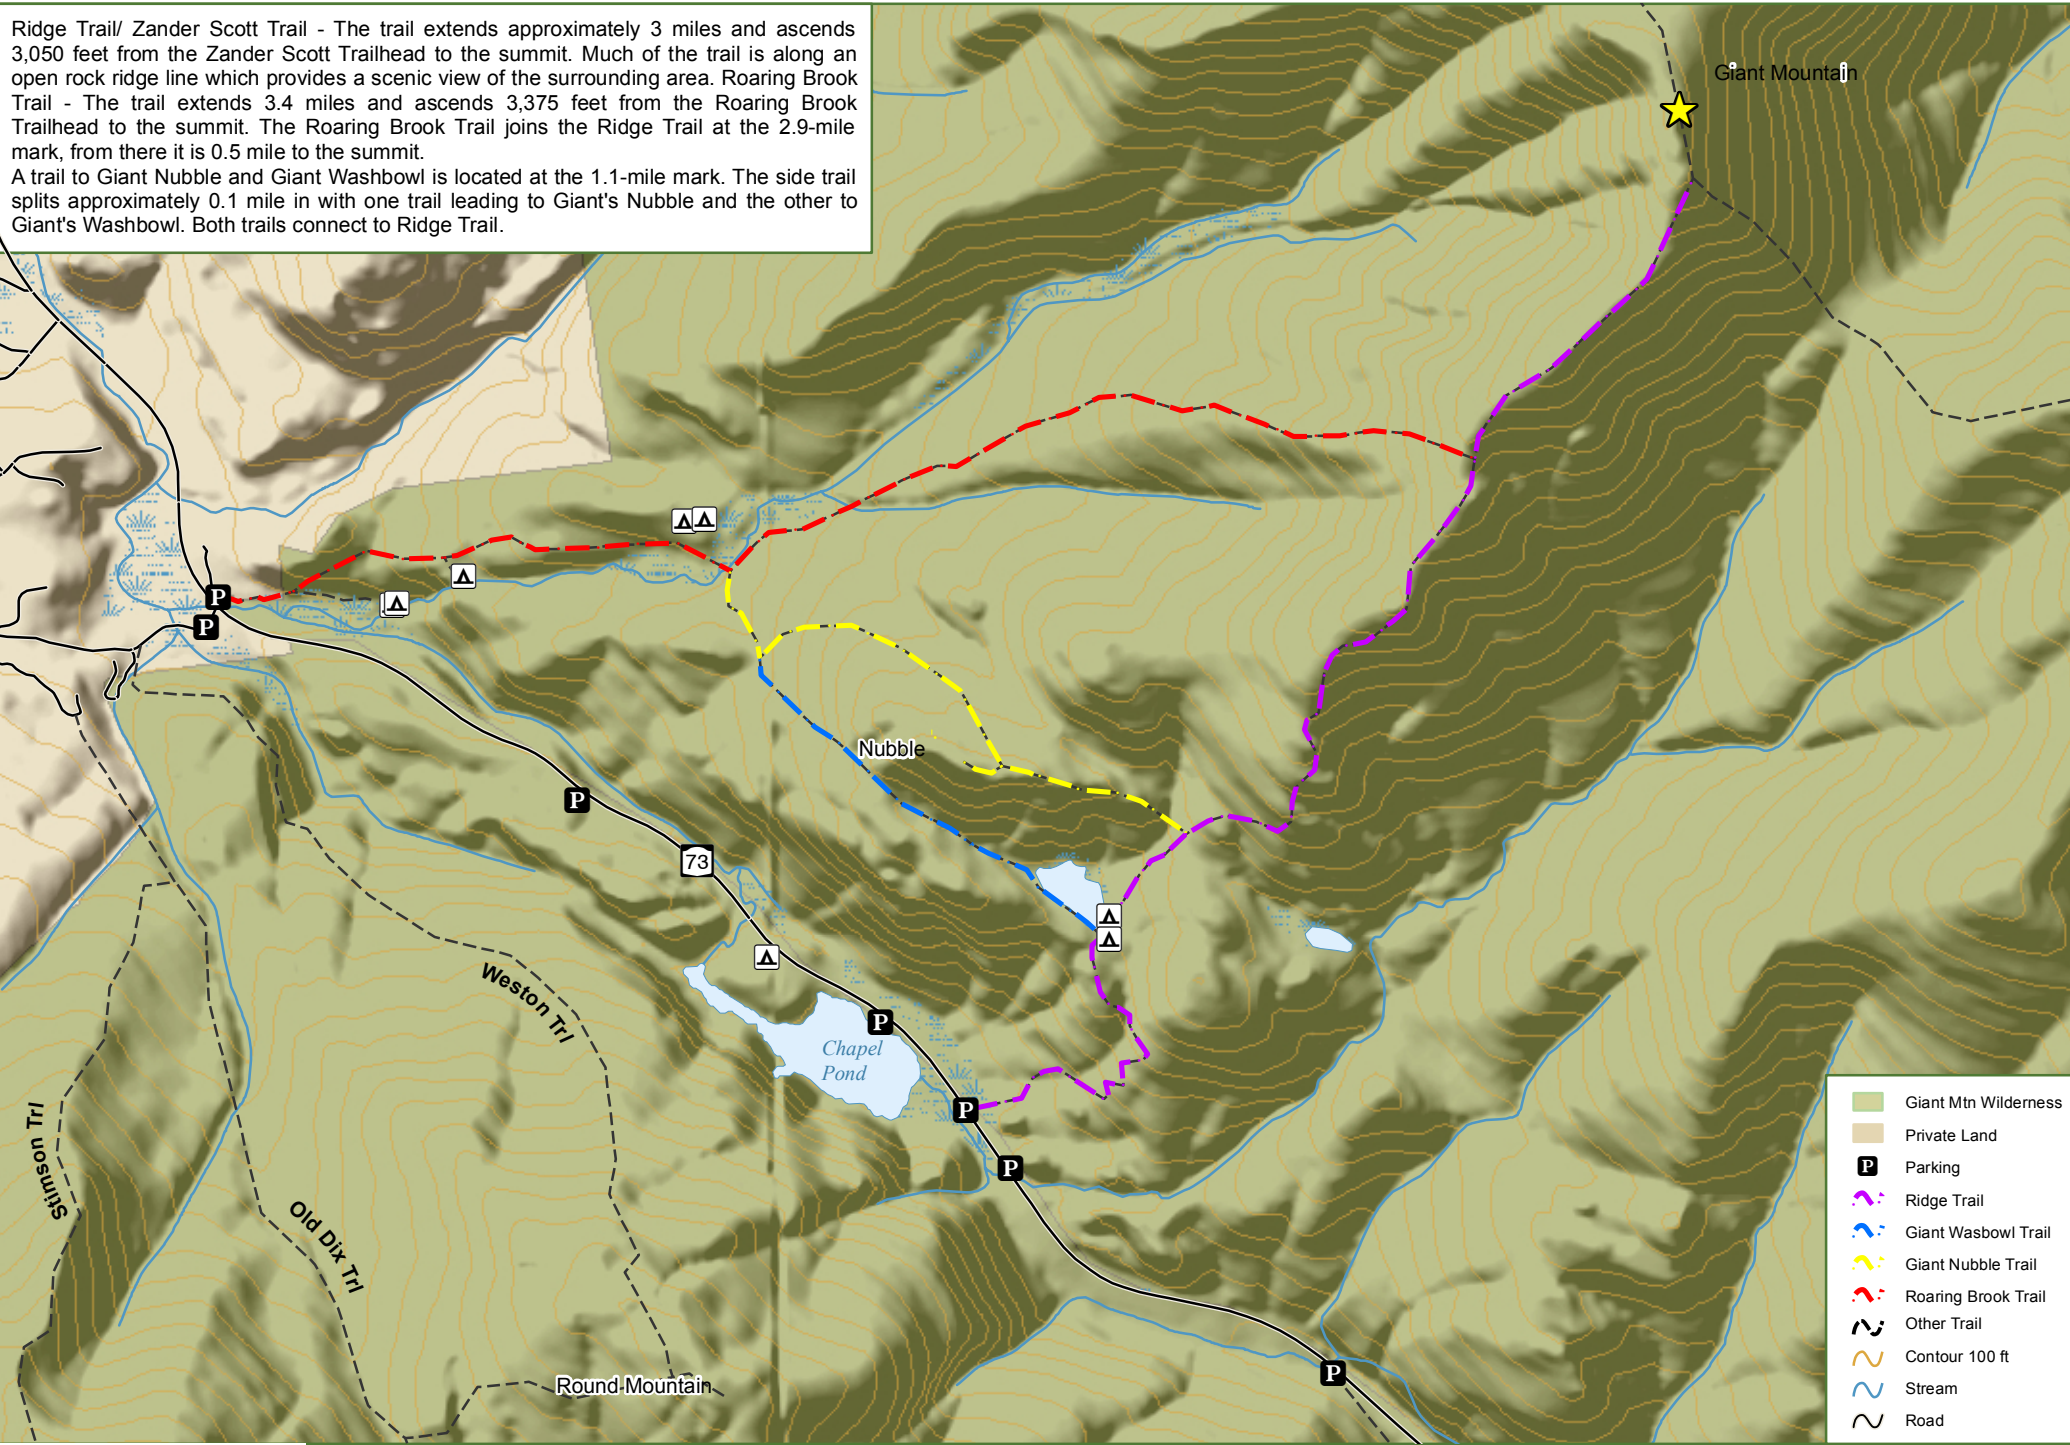 Ridge Trail/ Zander Scott Trail - The trail extends approximately 3 miles and ascends
3,050 feet from the Zander Scott Trailhead to the summit. Much of the trail is along an
open rock ridge line which provides a scenic view of the surrounding area. Roaring Brook
Trail - The trail extends 3.4 miles and ascends 3,375 feet from the Roaring Brook
Trailhead to the summit. The Roaring Brook Trail joins the Ridge Trail at the 2.9-mile
mark, from there it is 0.5 mile to the summit.
A trail to Giant Nubble and Giant Washbowl is located at the 1.1-mile mark. The side trail
splits approximately 0.1 mile in with one trail leading to Giant's Nubble and the other to
Giant's Washbowl. Both trails connect to Ridge Trail.
Giant Mountain
P
P
Nubble
P
73
Weston Trl
P
Chapel
Pond
P
P
Stimson Trl
Old Dix Trl
Round Mountain
P
Giant Mtn Wilderness
Private Land
P Parking
Ridge Trail
Giant Wasbowl Trail
Giant Nubble Trail
Roaring Brook Trail
Other Trail
Contour 100 ft
Stream
Road